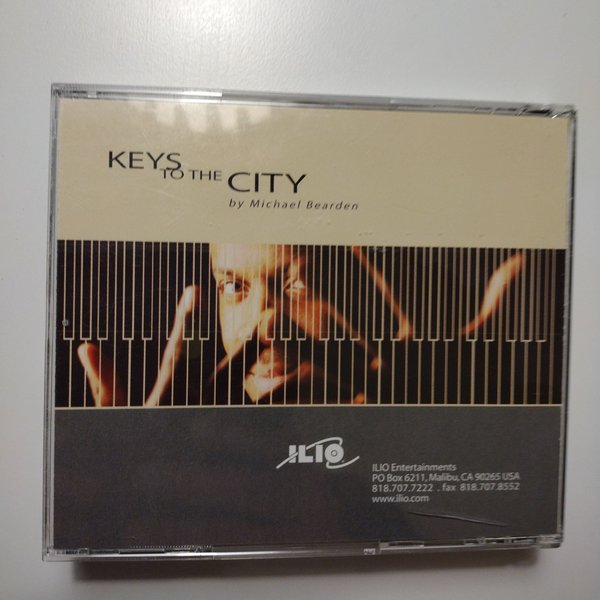 KEYS
TO THE CITY
by Michael Bearden
ILIO
ILIO Entertainments
PO Box 6211, Malibu, CA 90265 USA
818.707.7222 . fax 818.707.8552
www.ilio.com